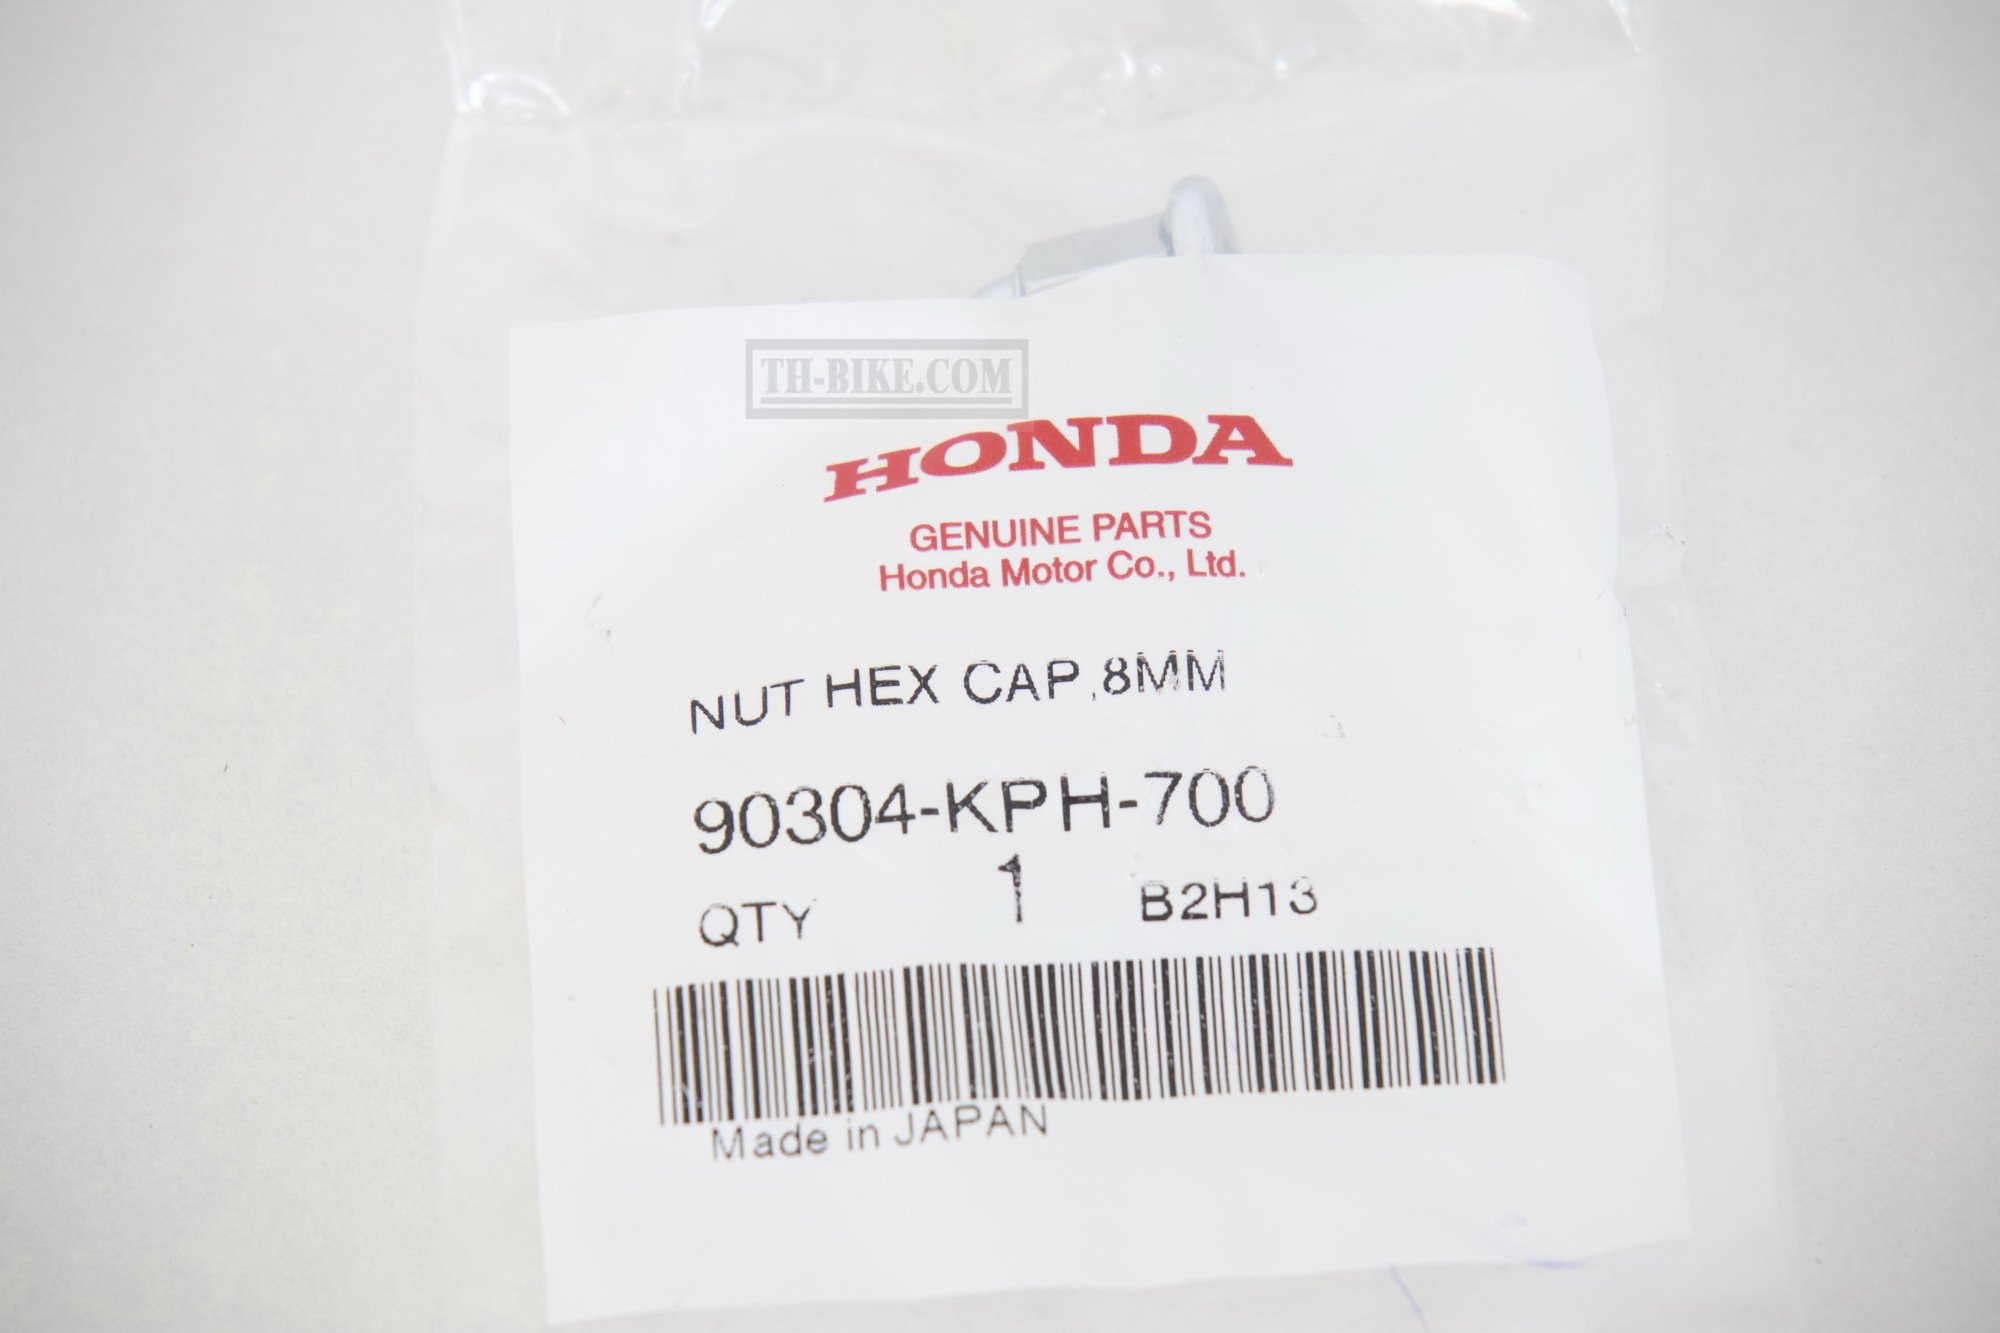 TH-BIKE.COM
HONDA
GENUINE PARTS
Honda Motor Co., Ltd.
NUT HEX CAP,8MM
90304-KPH-700
QTY 1 B2H13
Made in JAPAN